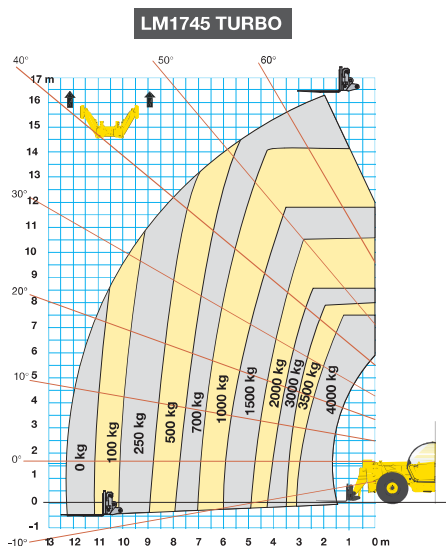 LM1745 TURBO
40°
50°
60°
17 m
16
15
14
13
30°
12
11
10
9
20°
8
7
6
10°
5
4
3
2
0°
1
0
-1
-10°
0 kg
100 kg
250 kg
500 kg
700 kg
1000 kg
1500 kg
2000 kg
3000 kg
3500 kg
4000 kg
13 12 11 10 9 8 7 6 5 4 3 2 1 0 m